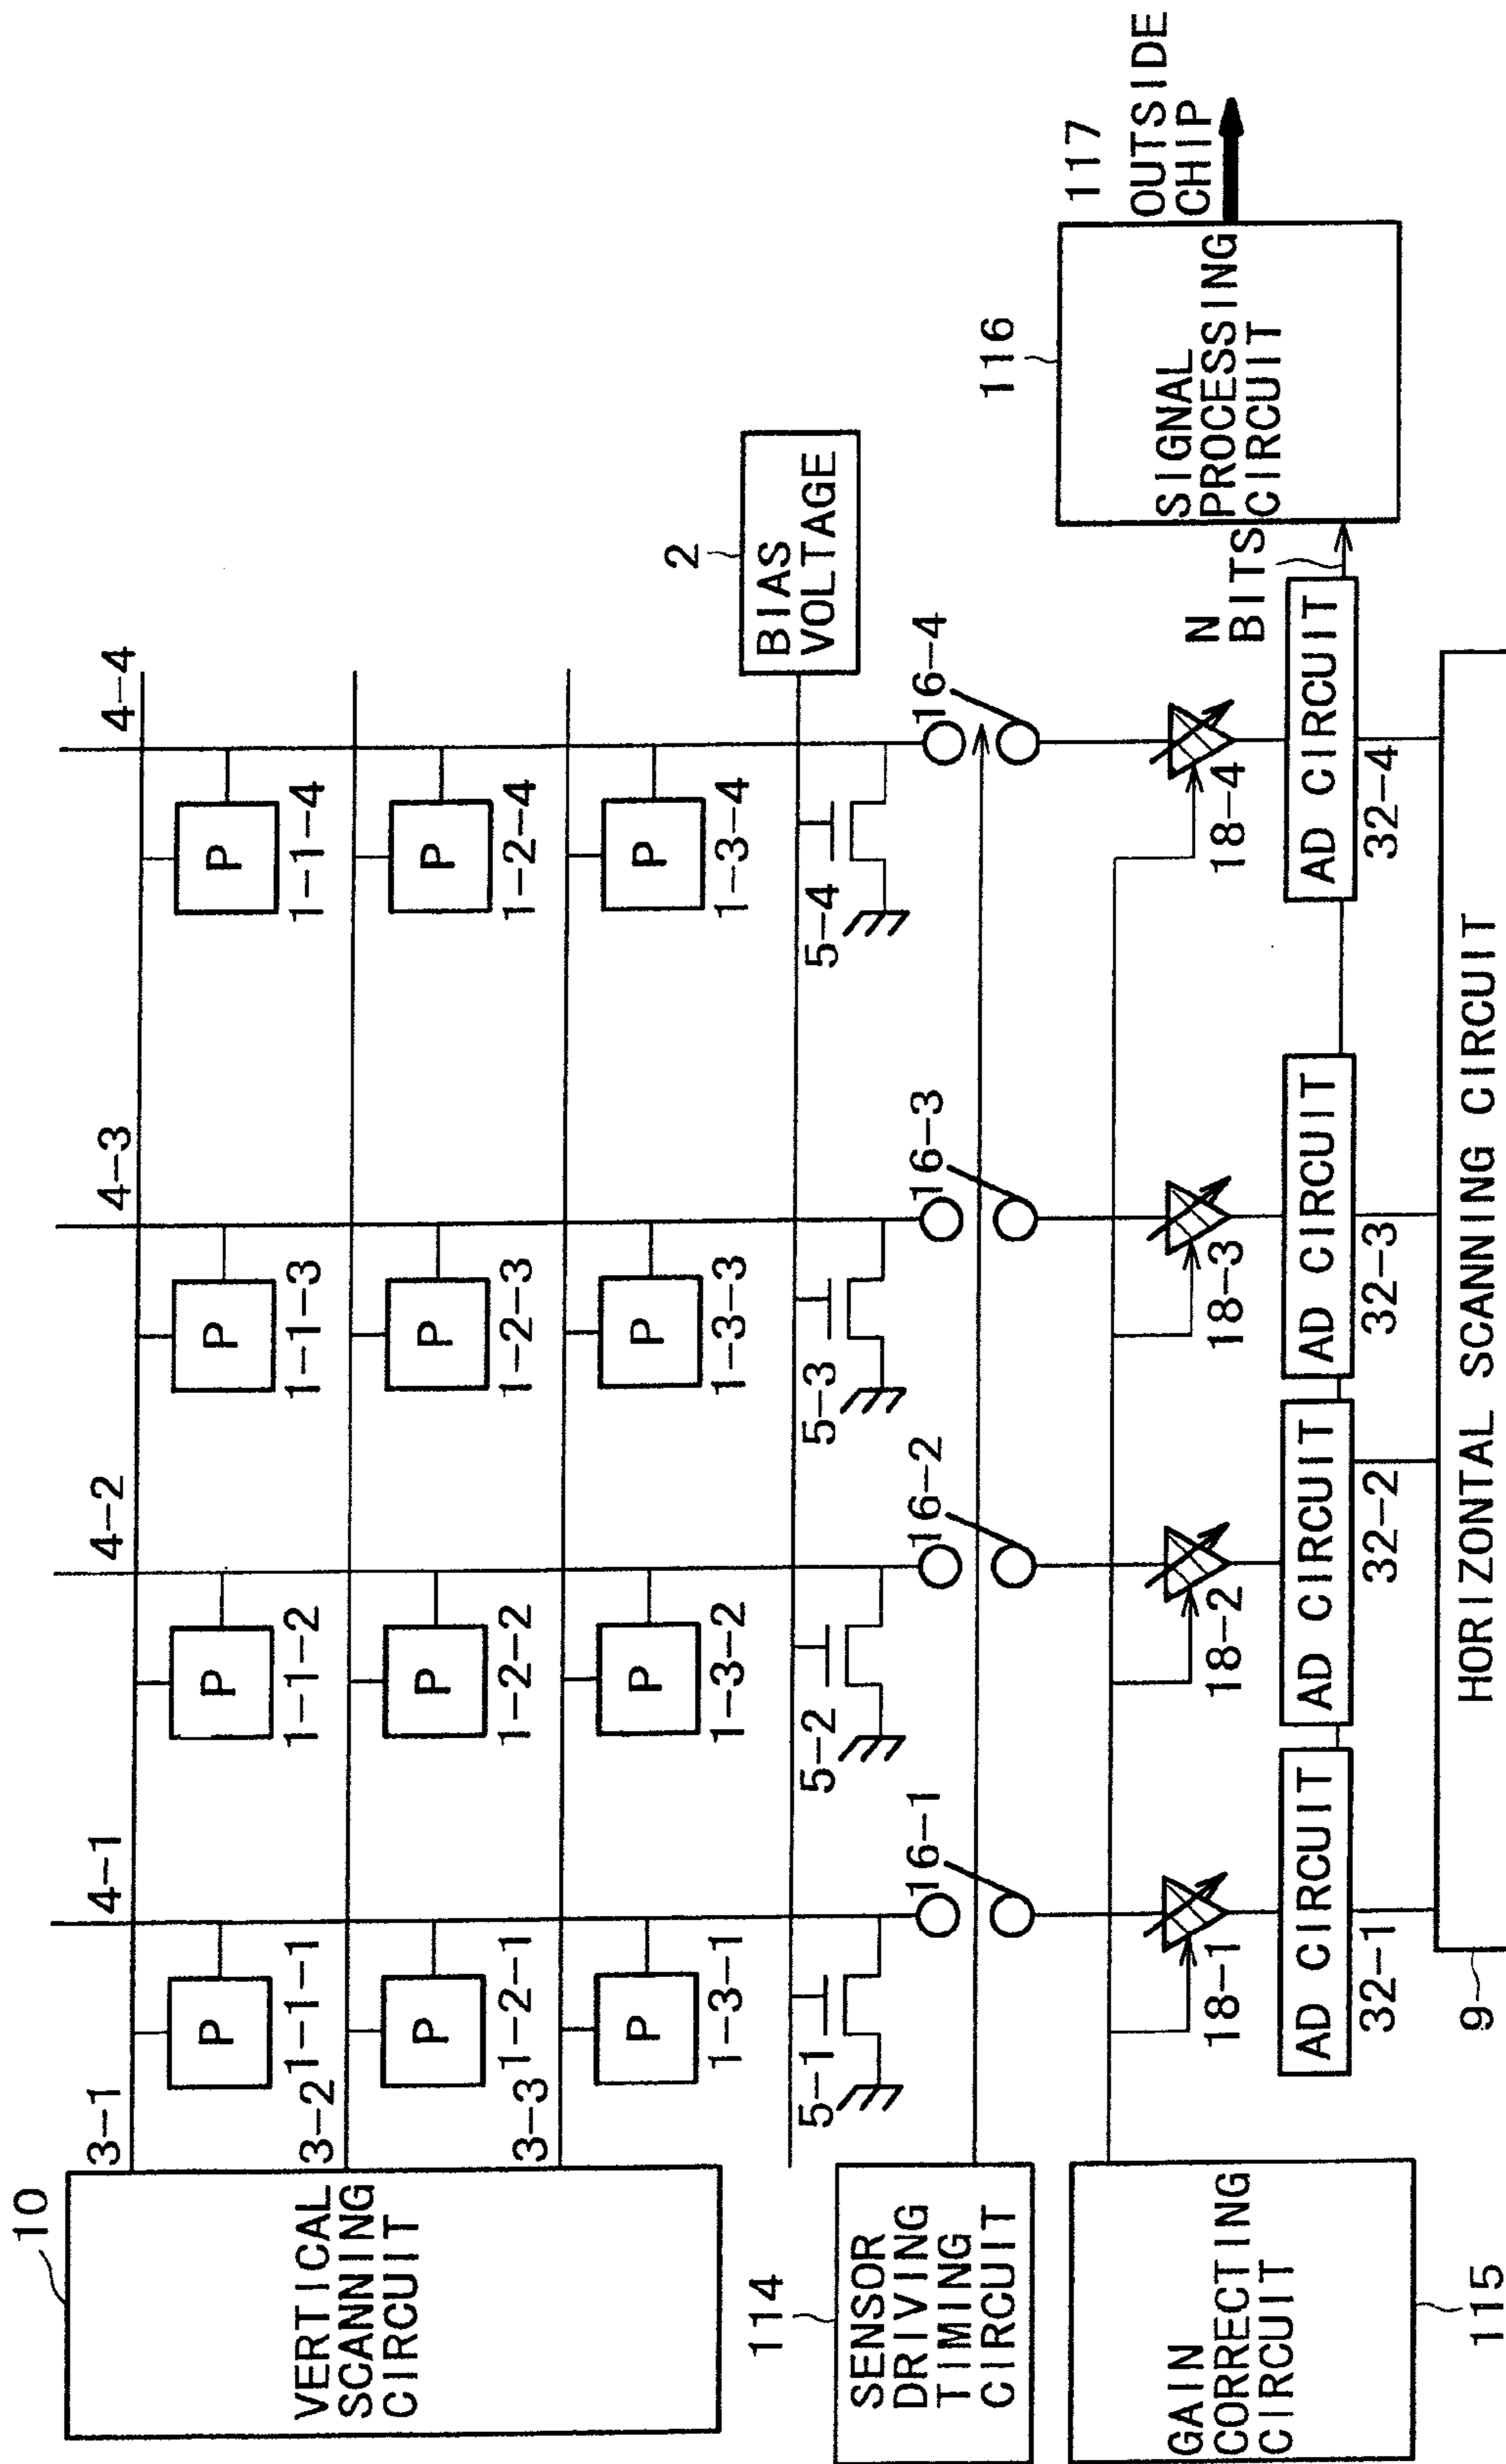 10
VERTICAL
SCANNING
CIRCUIT
3-1
3-2
3-3
4-1
4-2
4-3
4-4
P
1-1-1
P
1-1-2
P
1-1-3
P
1-1-4
P
1-2-1
P
1-2-2
P
1-2-3
P
1-2-4
P
1-3-1
P
1-3-2
P
1-3-3
P
1-3-4
2
BIAS
VOLTAGE
5-1
5-2
5-3
5-4
114
SENSOR
DRIVING
TIMING
CIRCUIT
16-1
16-2
16-3
16-4
GAIN
CORRECTING
CIRCUIT
115
18-1
18-2
18-3
18-4
AD CIRCUIT
32-1
AD CIRCUIT
32-2
AD CIRCUIT
32-3
AD CIRCUIT
32-4
N
BITS
116
SIGNAL
PROCESSING
CIRCUIT
117
OUTSIDE
CHIP
9
HORIZONTAL SCANNING CIRCUIT